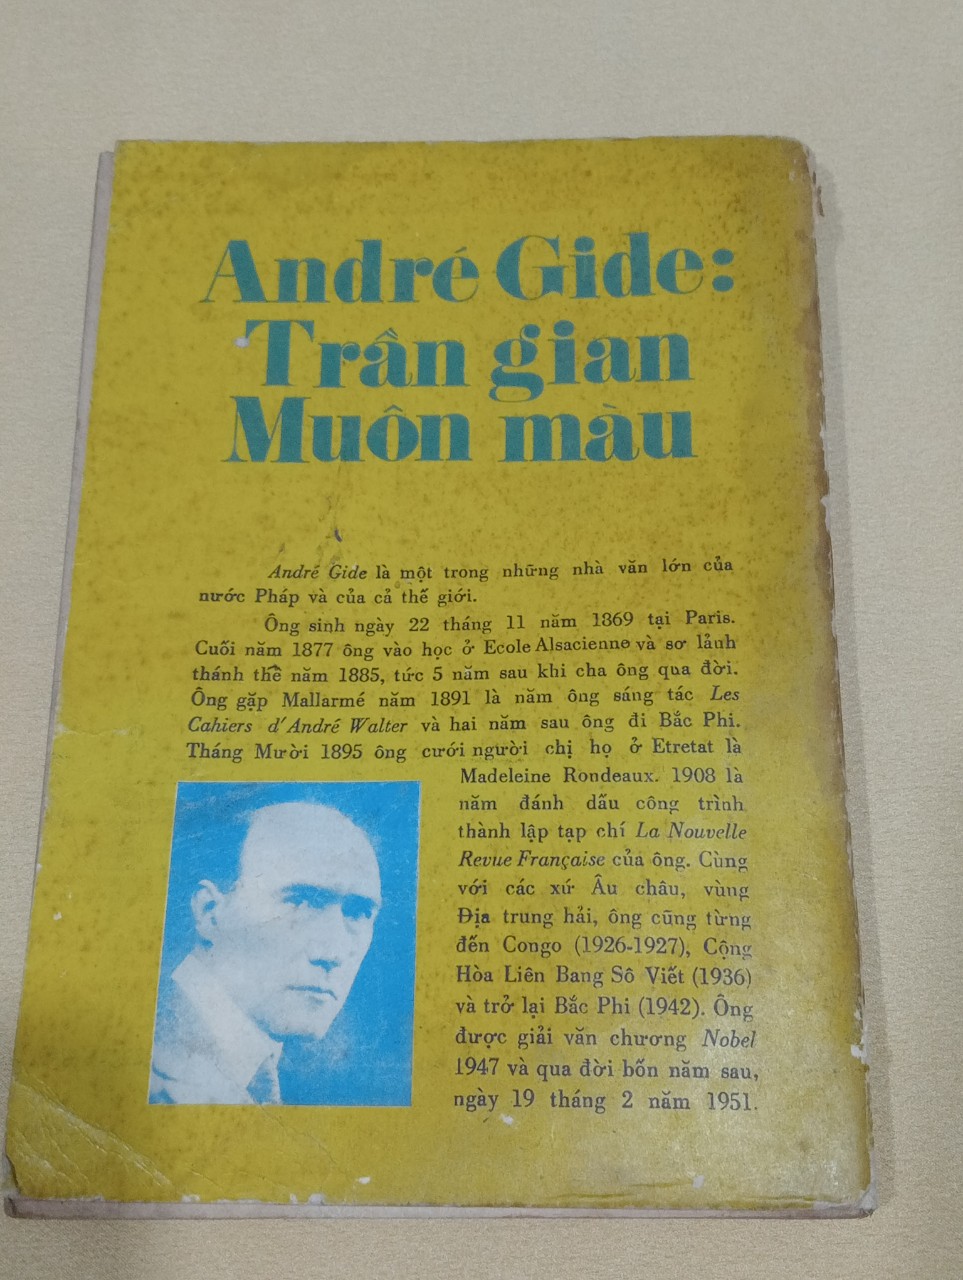 André Gide:
Trần gian
Muôn màu
André Gide là một trong những nhà văn lớn của
nước Pháp và của cả thế giới.
Ông sinh ngày 22 tháng 11 năm 1869 tại Paris.
Cuối năm 1877 ông vào học ở Ecole Alsacienne và sơ lảnh
thánh thề năm 1885, tức 5 năm sau khi cha ông qua đời.
Ông gặp Mallarmé năm 1891 là năm ông sáng tác Les
Cahiers d'André Walter và hai năm sau ông đi Bắc Phi.
Tháng Mười 1895 ông cưới người chị họ ở Etretat là
Madeleine Rondeaux. 1908 là
năm đánh dấu công trình
thành lập tạp chí La Nouvelle
Revue Française của ông. Cùng
với các xứ Âu châu, vùng
Địa trung hải, ông cũng từng
đến Congo (1926-1927), Cộng
Hòa Liên Bang Sô Viết (1936)
và trở lại Bắc Phi (1942). Ông
được giải văn chương Nobel
1947 và qua đời bốn năm sau,
ngày 19 tháng 2 năm 1951.